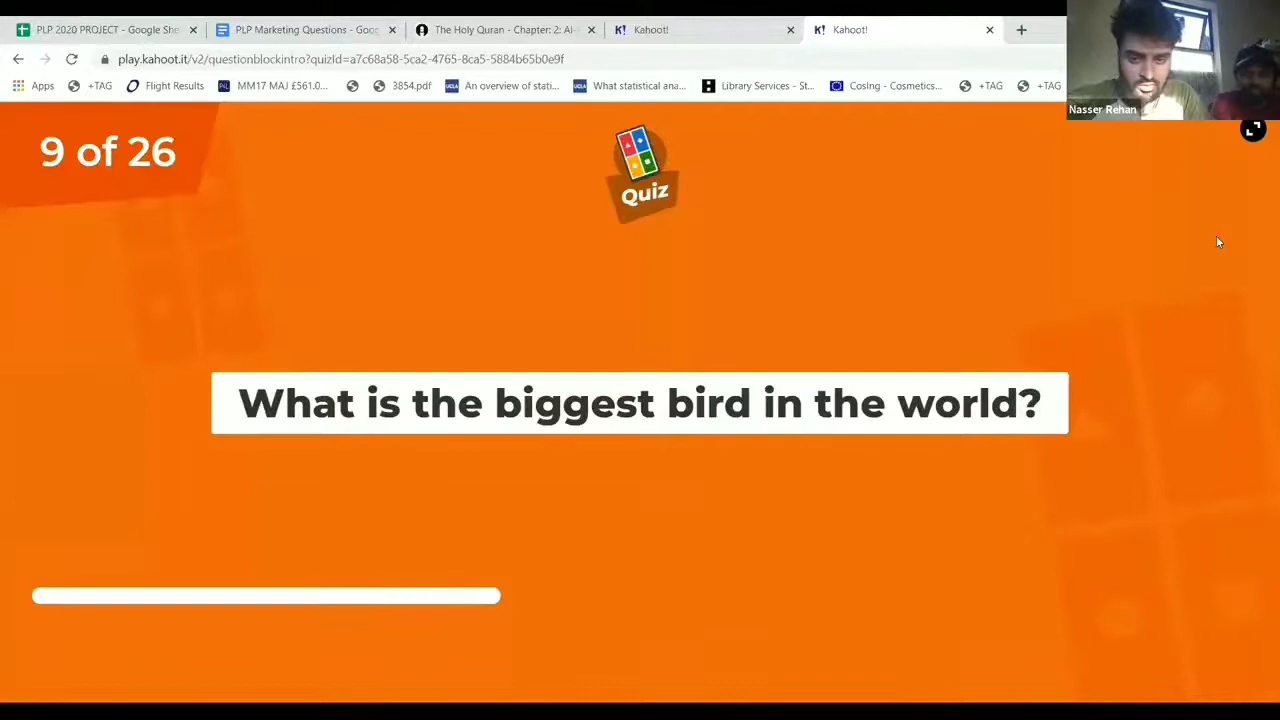 PLP 2020 PROJECT - Google She
PLP Marketing Questions - Goog
The Holy Quran - Chapter: 2: Al-
Kahoot!
Kahoot!
play.kahoot.it/v2/questionblockintro?quizId=a7c68a58-5ca2-4765-8ca5-5884b65b0e9f
Apps
+TAG
Flight Results
MM17 MAJ £561.0...
3854.pdf
An overview of stati...
What statistical ana...
Library Services - St...
CosIng - Cosmetics...
+TAG
+TAG
Nasser Rehan
9 of 26
Quiz
What is the biggest bird in the world?